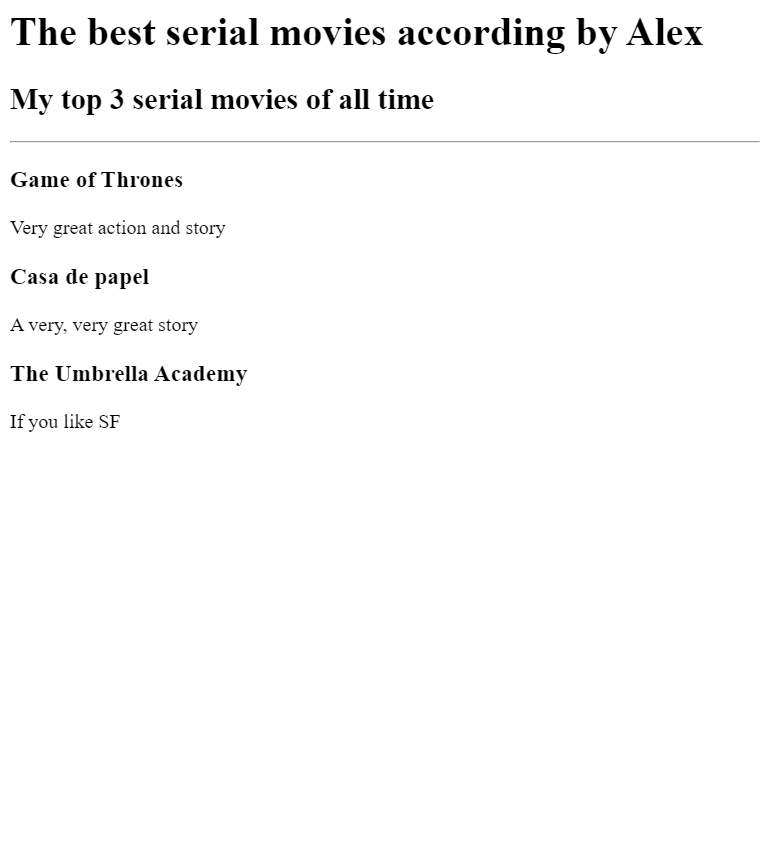 The best serial movies according by Alex
My top 3 serial movies of all time
Game of Thrones
Very great action and story
Casa de papel
A very, very great story
The Umbrella Academy
If you like SF